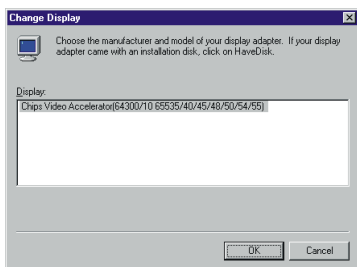 Change Display
Choose the manufacturer and model of your display adapter. If your display
adapter came with an installation disk, click on HaveDisk.
Display:
Chips Video Accelerator(64300/10 65535/40/45/48/50/54/55)
OK
Cancel